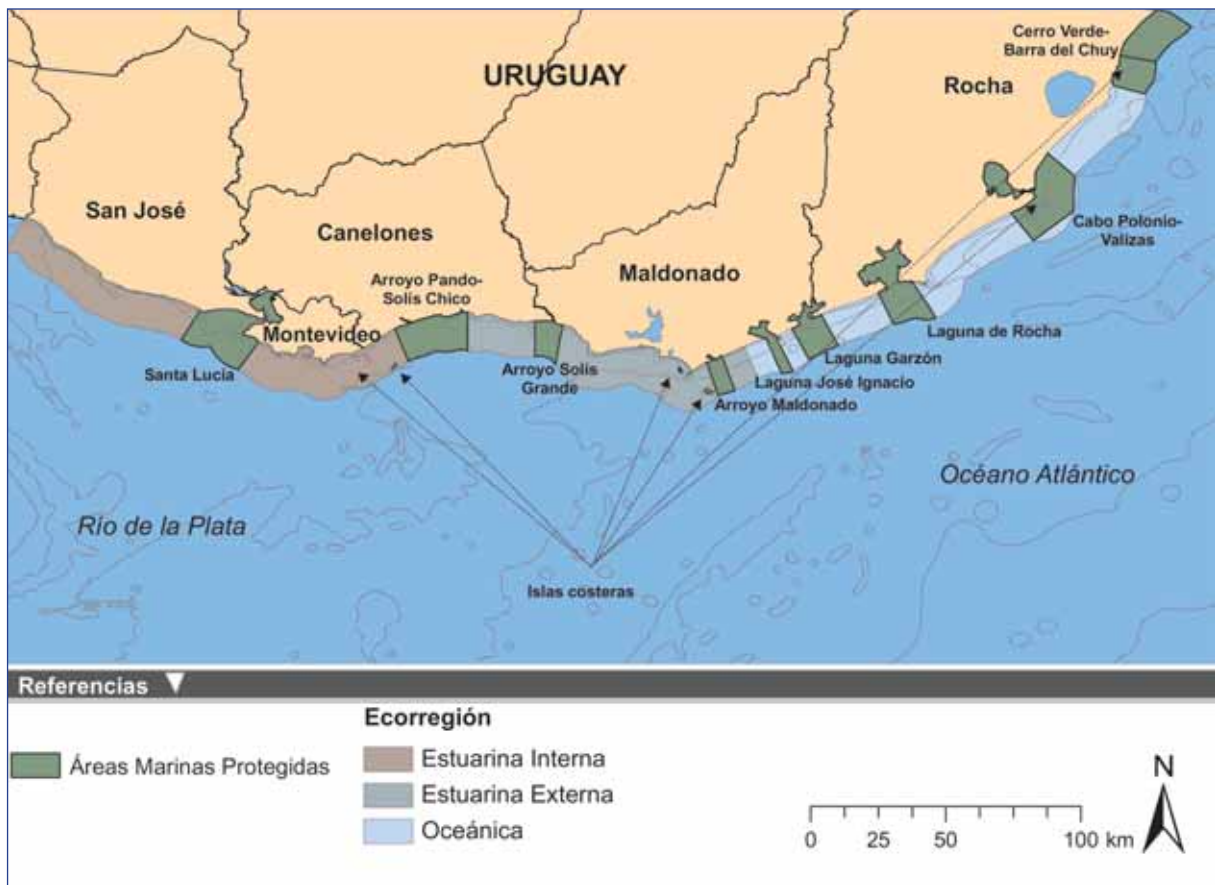 Cerro Verde-
Barra del Chuy
URUGUAY
Rocha
San José
Canelones
Cabo Polonio-
Valizas
Maldonado
Arroyo Pando-
Solís Chico
Montevideo
Laguna de Rocha
Santa Lucía
Arroyo Solís
Grande
Laguna Garzón
Laguna José Ignacio
Arroyo Maldonado
Océano Atlántico
Río de la Plata
Islas costeras
Referencias
Ecorregión
Áreas Marinas Protegidas
Estuarina Interna
Estuarina Externa
Oceánica
N
0 25 50 100 km